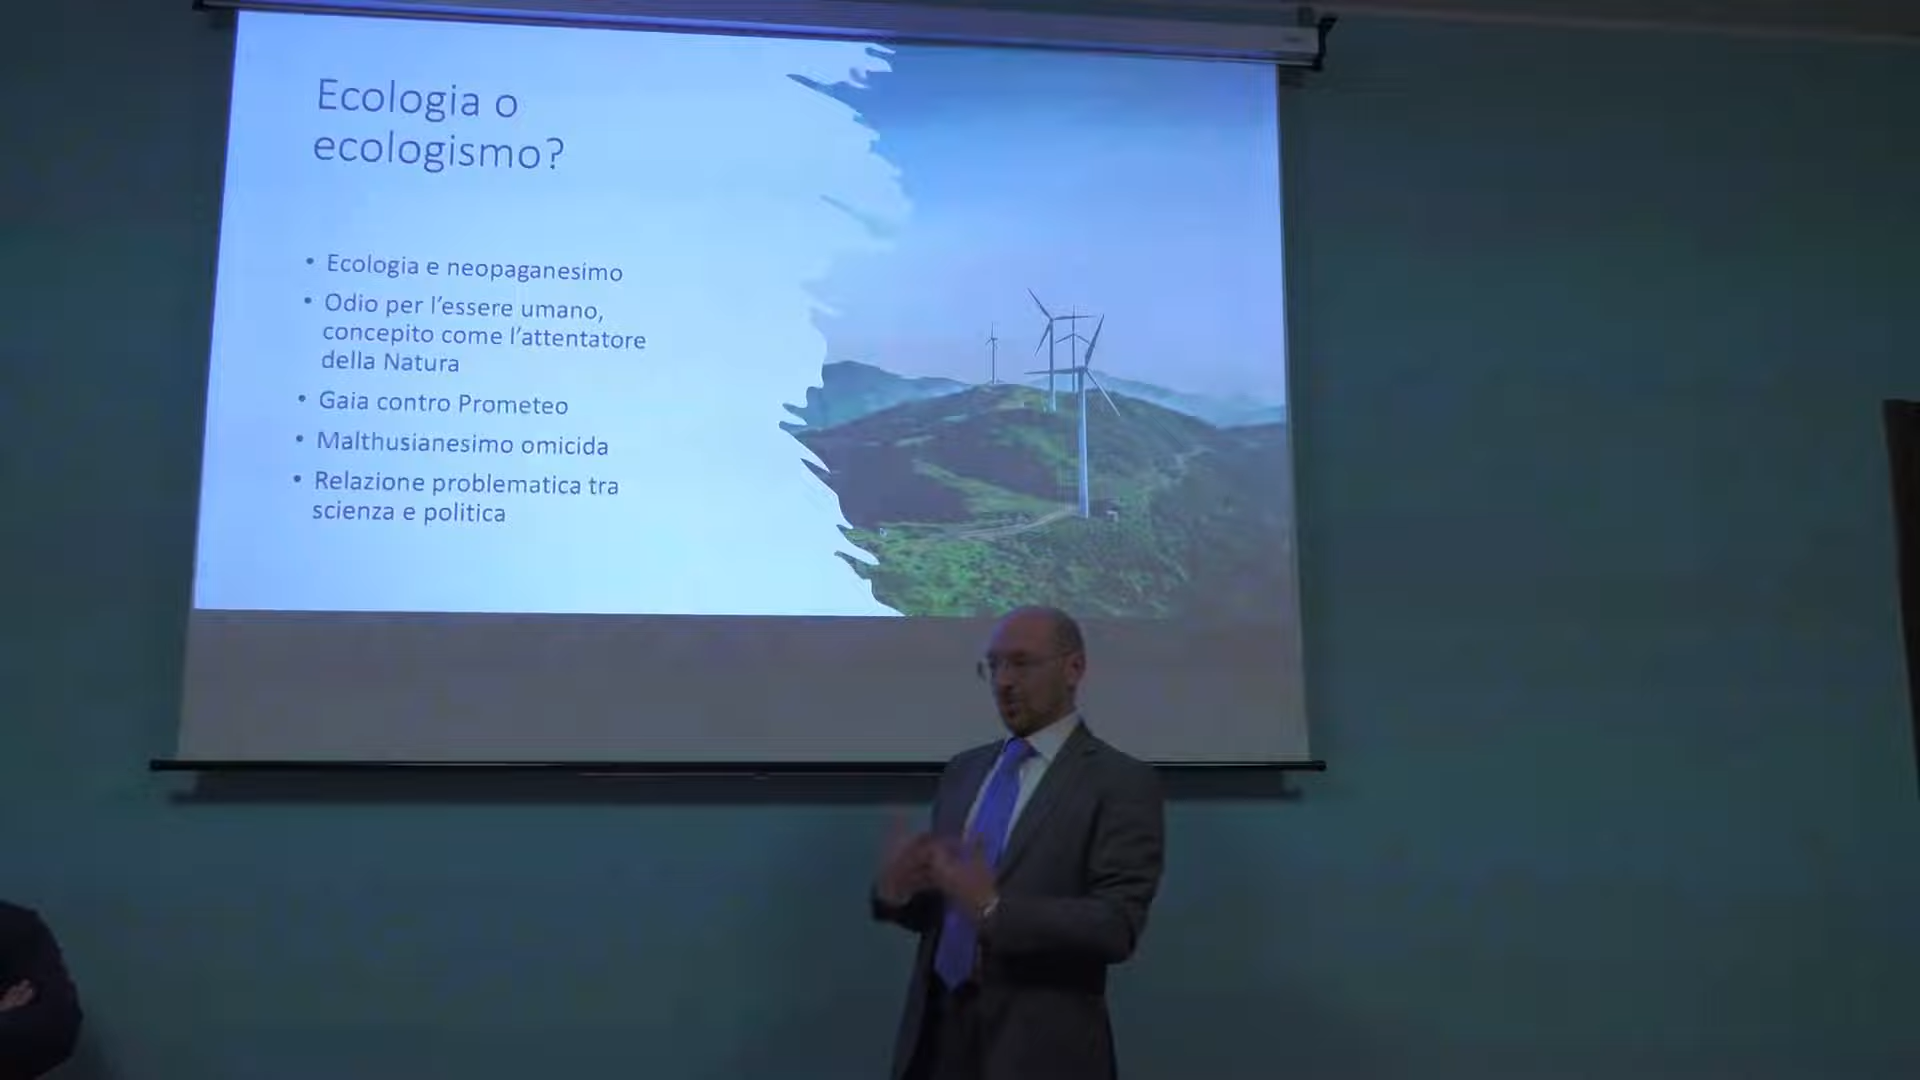 Ecologia o
ecologismo?
• Ecologia e neopaganesimo
• Odio per l'essere umano,
concepito come l'attentatore
della Natura
• Gaia contro Prometeo
• Malthusianesimo omicida
• Relazione problematica tra
scienza e politica